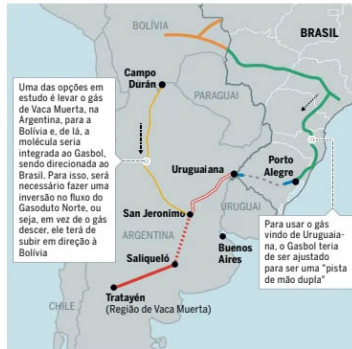 BOLÍVIA
BRASIL
Campo
Durán
PARAGUAI
Uma das opções em
estudo é levar o gás
de Vaca Muerta, na
Argentina, para a
Bolívia e, de lá, a
molécula seria
integrada ao Gasbol,
sendo direcionada ao
Brasil. Para isso, será
necessário fazer uma
inversão no fluxo do
Gasoduto Norte, ou
seja, em vez de o gás
descer, ele terá de
subir em direção à
Bolívia
Uruguaiana
Porto
Alegre
San Jeronimo
URUGUAI
ARGENTINA
Buenos
Aires
Saliqueló
CHILE
Tratayén
(Região de Vaca Muerta)
Para usar o gás
vindo de Uruguaia-
na, o Gasbol teria
de ser ajustado
para ser uma "pista
de mão dupla"